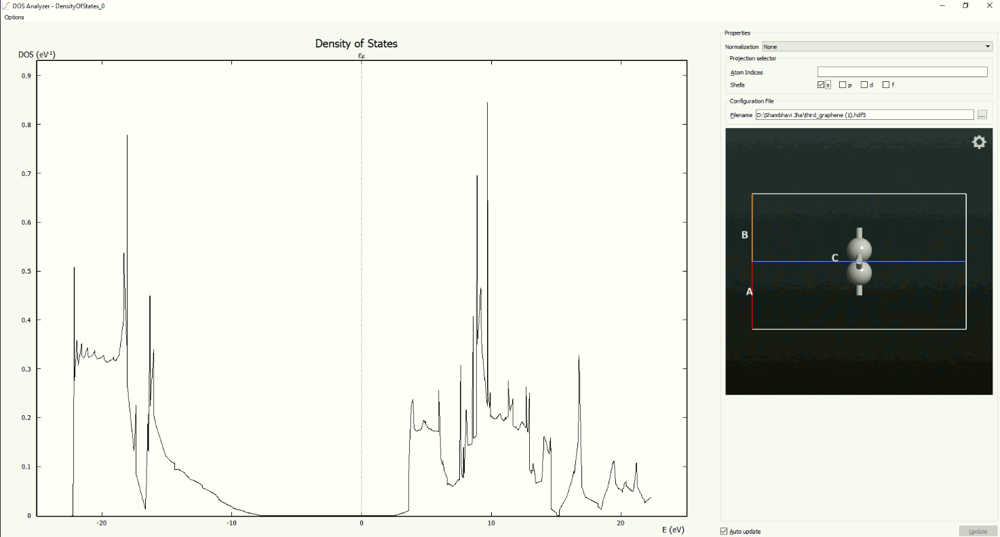 DOS Analyzer - DensityOfStates_0
Options
Density of States
DOS (eV-1)
εF
0.9
0.8
0.7
0.6
0.5
0.4
0.3
0.2
0.1
0
-20
-10
0
10
20
E (eV)
Properties
Normalization None
Projection selector
Atom Indices
Shells s p d f
Configuration File
Filename D:\Shambhavi Jha\third_graphene (1).hdf5 ...
B
C
A
Auto update Update